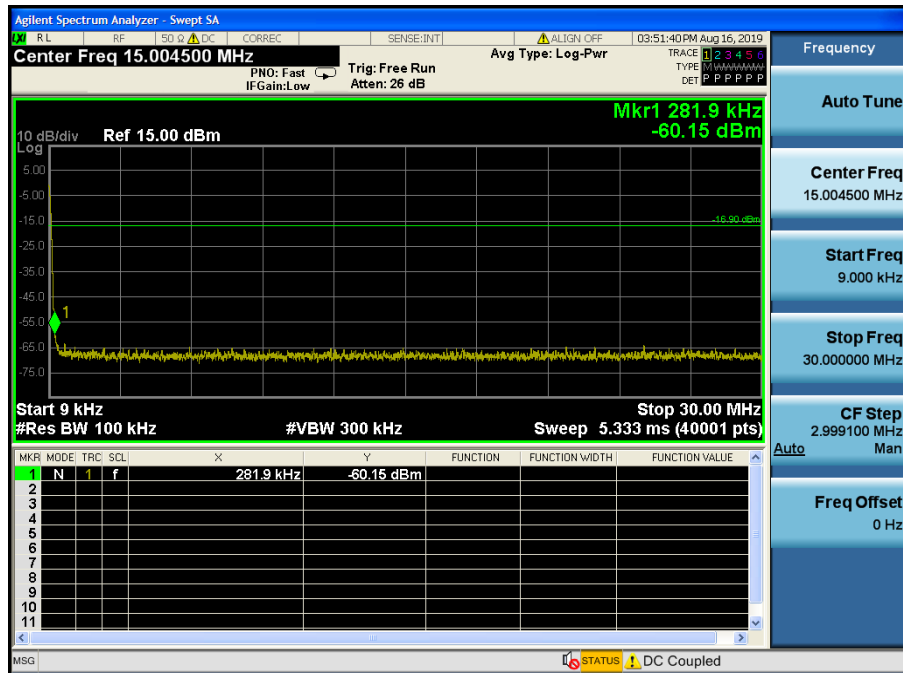 Agilent Spectrum Analyzer - Swept SA
LXI RL RF 50 Ω DC CORREC SENSE:INT ALIGN OFF 03:51:40PM Aug 16, 2019
Center Freq 15.004500 MHz
PNO: Fast
IFGain:Low
Trig: Free Run
Atten: 26 dB
Avg Type: Log-Pwr
TRACE 1 2 3 4 5 6
TYPE M W W W W W
DET P P P P P P
Mkr1 281.9 kHz
-60.15 dBm
10 dB/div Ref 15.00 dBm
Log
5.00
-5.00
-15.0
-16.90 dBm
-25.0
-35.0
-45.0
-55.0
1
-65.0
-75.0
Start 9 kHz Stop 30.00 MHz
#Res BW 100 kHz #VBW 300 kHz Sweep 5.333 ms (40001 pts)
MKR MODE TRC SCL X Y FUNCTION FUNCTION WIDTH FUNCTION VALUE
1 N 1 f 281.9 kHz -60.15 dBm
2
3
4
5
6
7
8
9
10
11
MSG STATUS DC Coupled
Frequency
Auto Tune
Center Freq
15.004500 MHz
Start Freq
9.000 kHz
Stop Freq
30.000000 MHz
CF Step
2.999100 MHz
Auto Man
Freq Offset
0 Hz